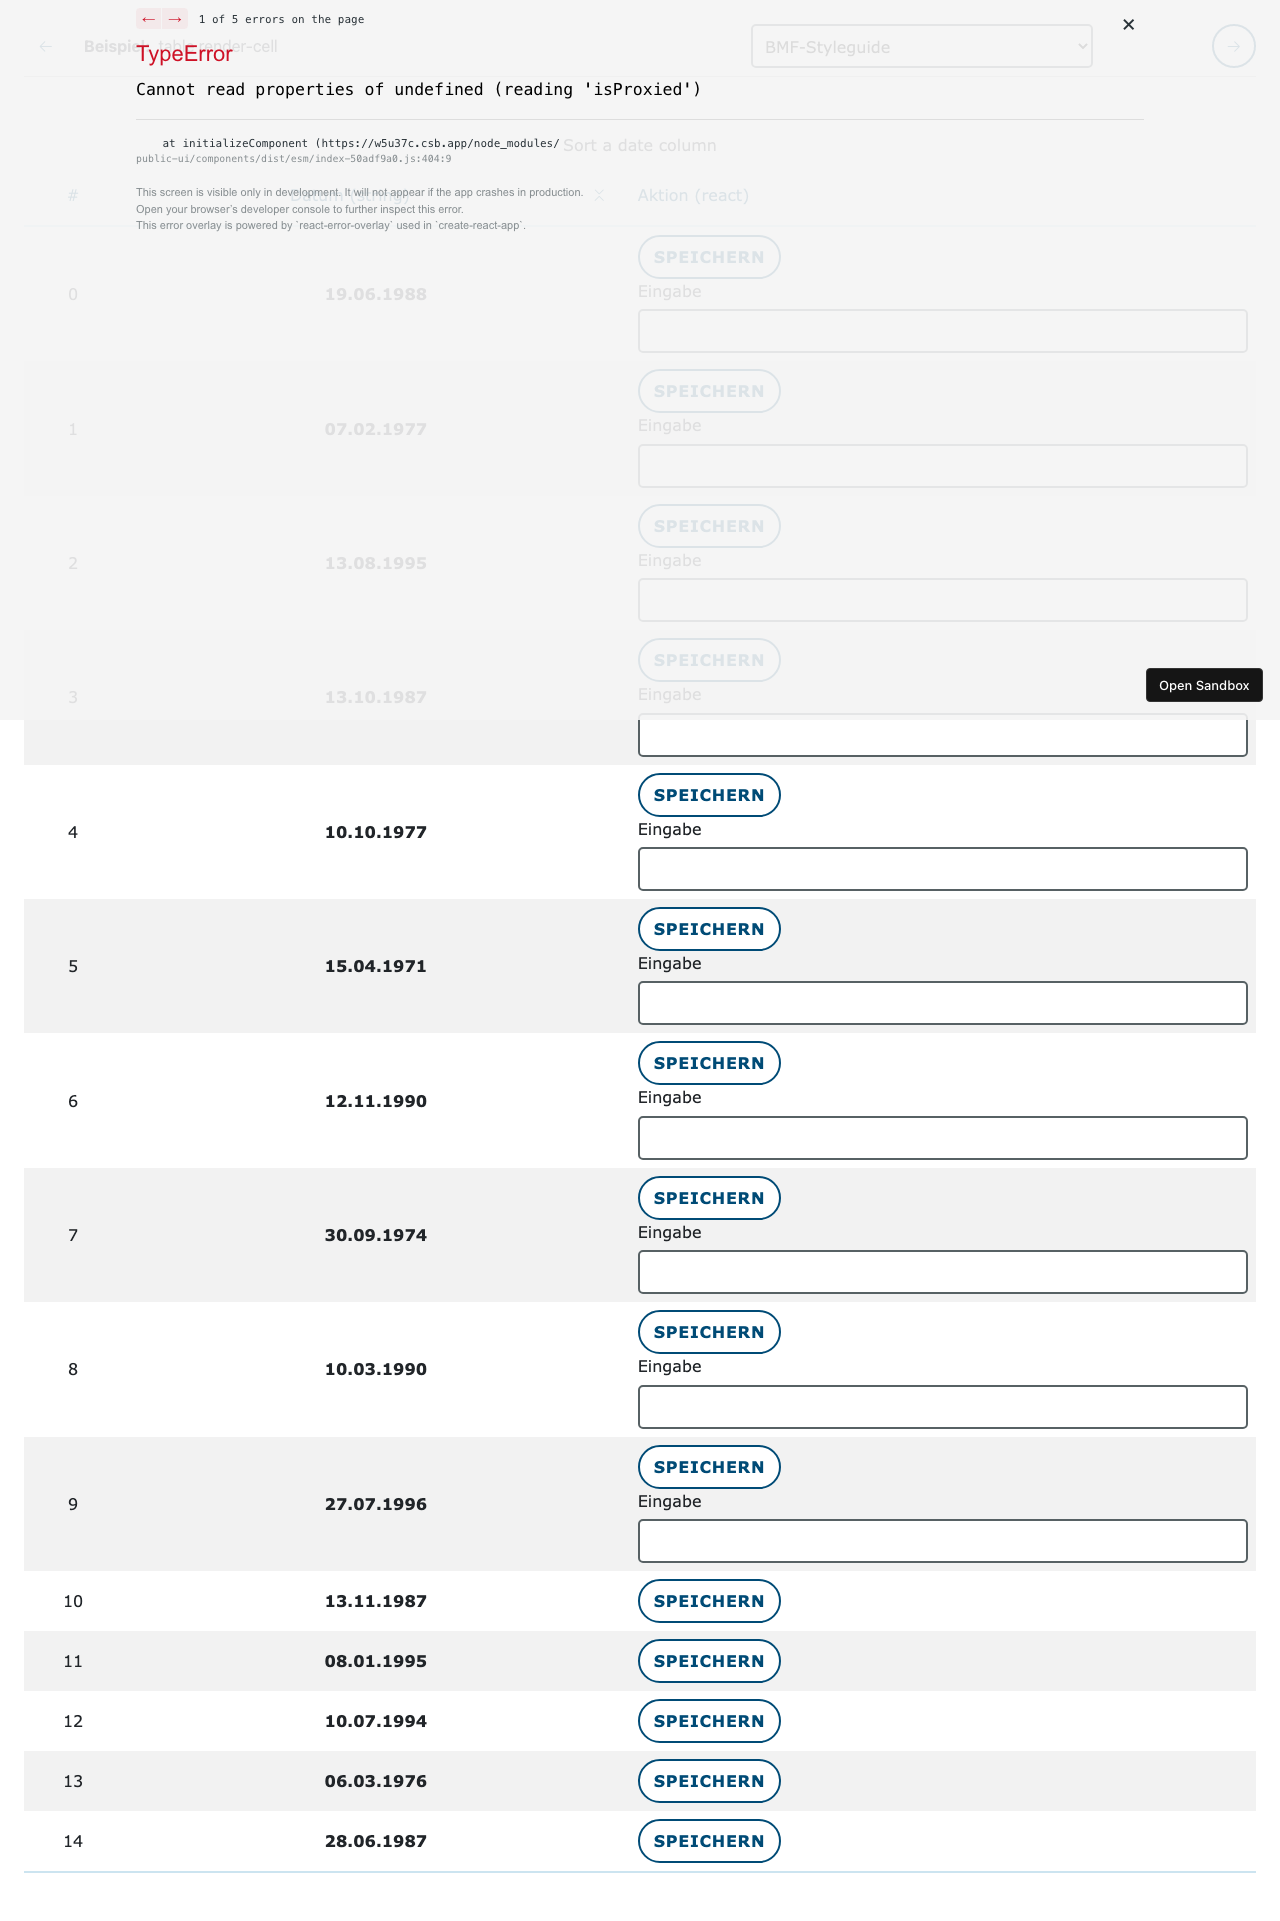 ← → 1 of 5 errors on the page
×
← Beispiel table render-cell
BMF-Styleguide
→
TypeError
Cannot read properties of undefined (reading 'isProxied')
at initializeComponent (https://w5u37c.csb.app/node_modules/
public-ui/components/dist/esm/index-50adf9a0.js:404:9
Sort a date column
# Datum (string) Aktion (react)
This screen is visible only in development. It will not appear if the app crashes in production.
Open your browser’s developer console to further inspect this error.
This error overlay is powered by `react-error-overlay` used in `create-react-app`.
SPEICHERN
0 19.06.1988 Eingabe
SPEICHERN
1 07.02.1977 Eingabe
SPEICHERN
2 13.08.1995 Eingabe
SPEICHERN
3 13.10.1987 Eingabe
Open Sandbox
SPEICHERN
4 10.10.1977 Eingabe
SPEICHERN
5 15.04.1971 Eingabe
SPEICHERN
6 12.11.1990 Eingabe
SPEICHERN
7 30.09.1974 Eingabe
SPEICHERN
8 10.03.1990 Eingabe
SPEICHERN
9 27.07.1996 Eingabe
10 13.11.1987 SPEICHERN
11 08.01.1995 SPEICHERN
12 10.07.1994 SPEICHERN
13 06.03.1976 SPEICHERN
14 28.06.1987 SPEICHERN